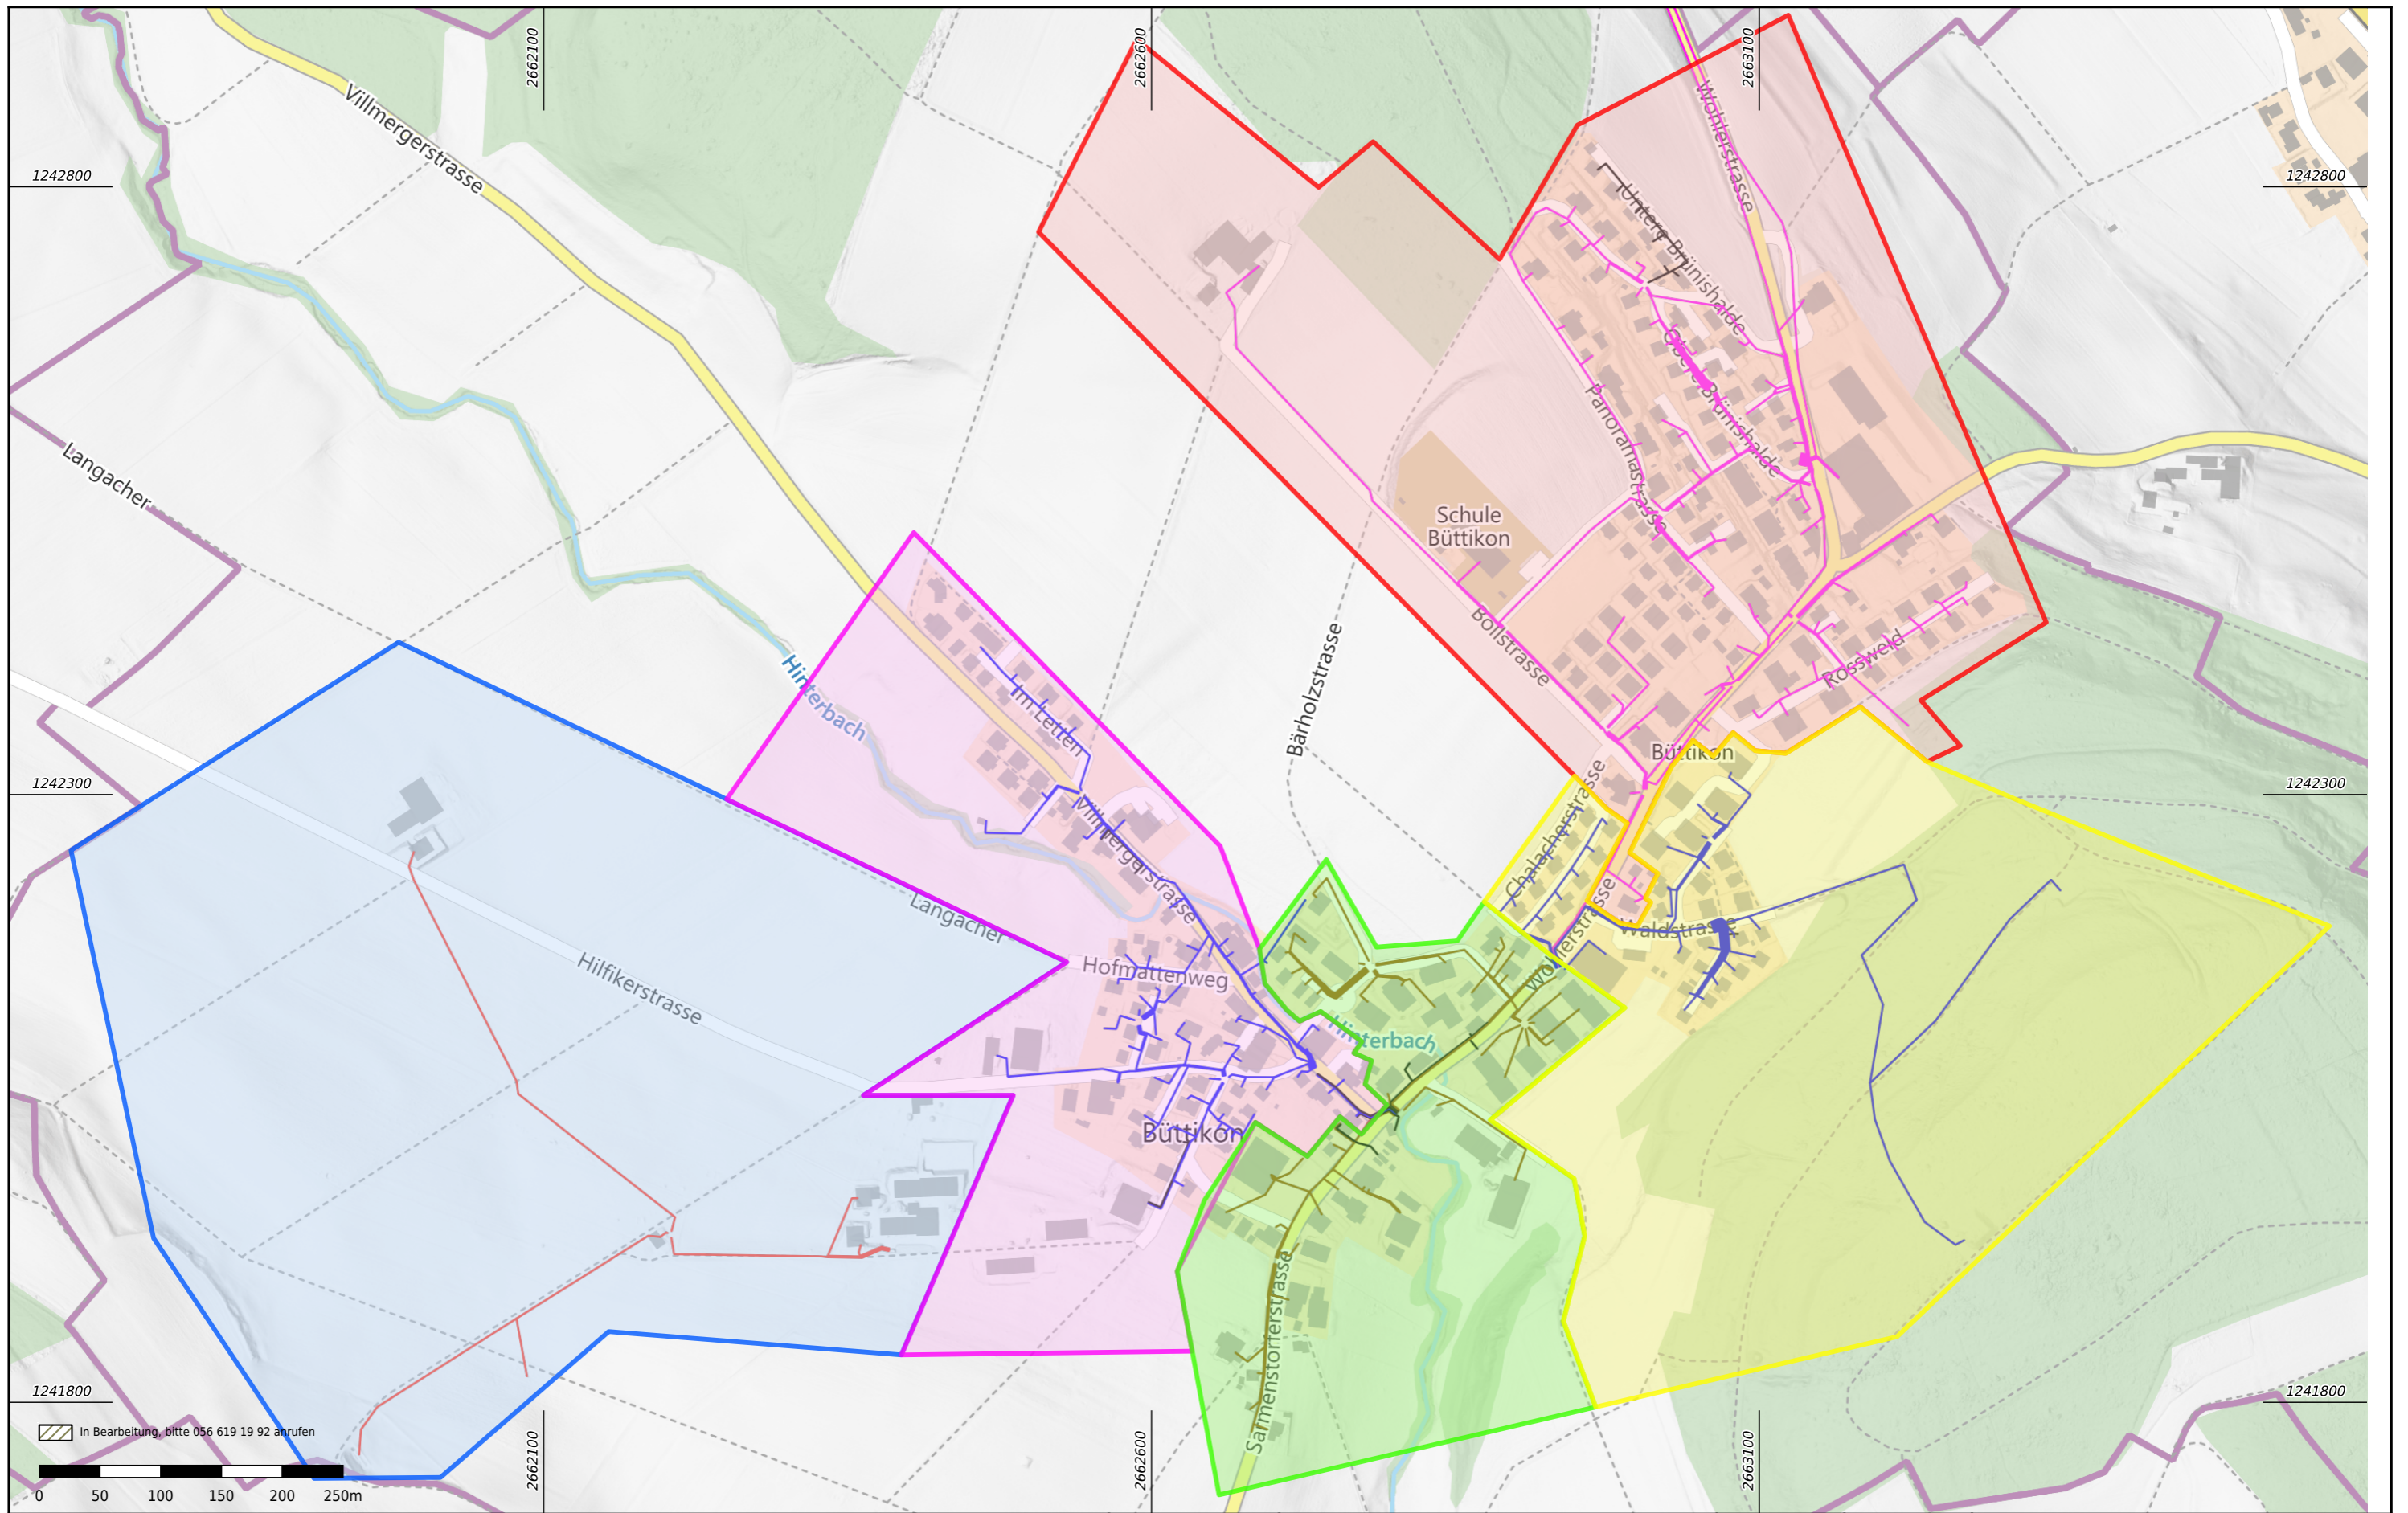 2662100
2662600
2663100
Villmergerstrasse
Wohlerstrasse
1242800
1242800
Untere Brünishalde
Obere Brünishalde
Panoramastrasse
Langacher
Schule
Büttikon
Bollstrasse
Rossweid
Bärholzstrasse
Hinterbach
Im Letten
Büttikon
1242300
1242300
Villmergerstrasse
Chalacherstrasse
Langacher
Waldstrasse
Wohlerstrasse
Hofmattenweg
Hilfikerstrasse
Hinterbach
Büttikon
Sarmenstorferstrasse
1241800
1241800
In Bearbeitung, bitte 056 619 19 92 anrufen
2662100
2662600
2663100
0 50 100 150 200 250m